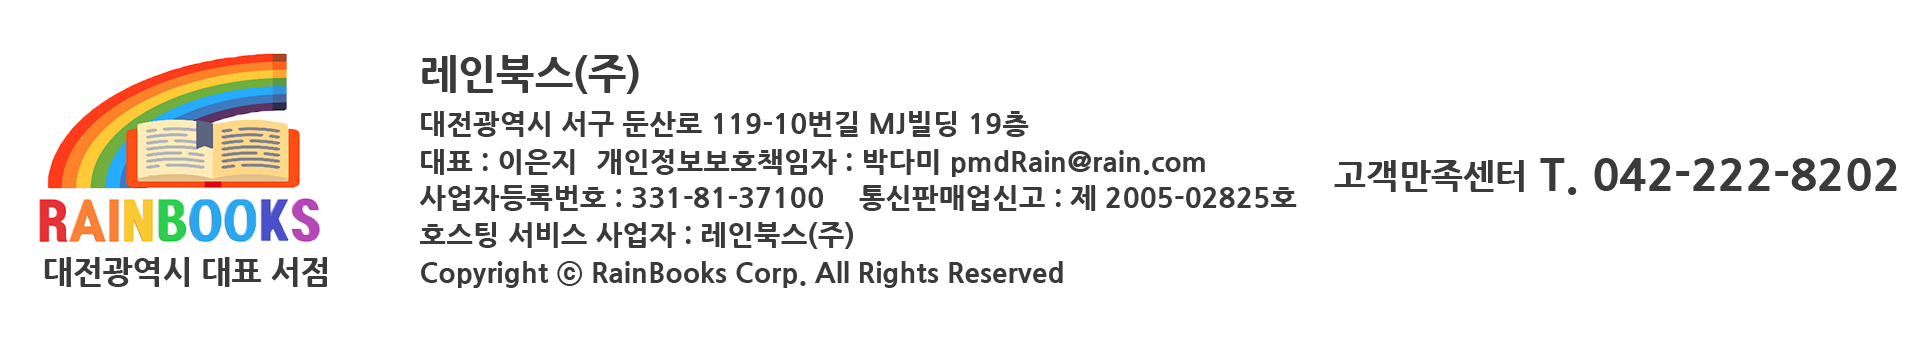 RAINBOOKS
대전광역시 대표 서점
레인북스(주)
대전광역시 서구 둔산로 119-10번길 MJ빌딩 19층
대표 : 이은지 개인정보보호책임자 : 박다미 pmdRain@rain.com
사업자등록번호 : 331-81-37100 통신판매업신고 : 제 2005-02825호
호스팅 서비스 사업자 : 레인북스(주)
Copyright ⓒ RainBooks Corp. All Rights Reserved
고객만족센터 T. 042-222-8202